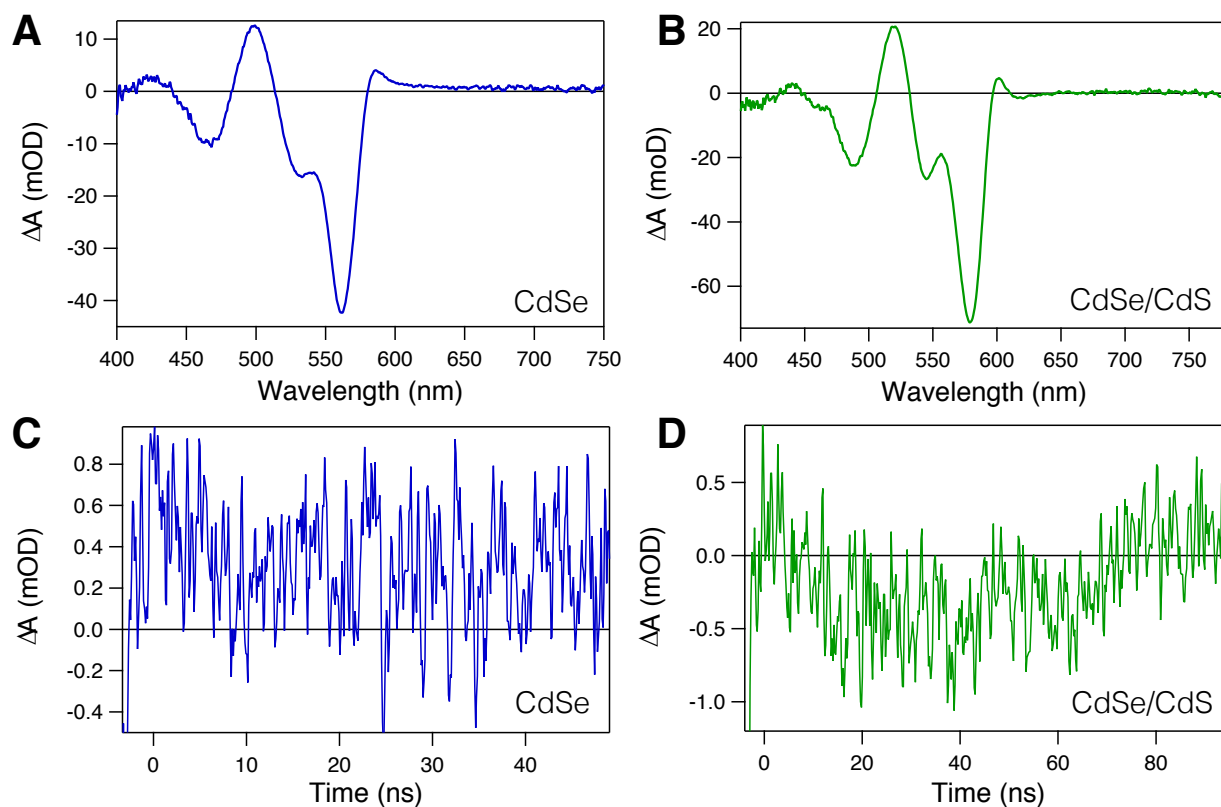 A
B
10
0
-10
-20
-30
-40
ΔA (mOD)
CdSe
400 450 500 550 600 650 700 750
Wavelength (nm)
20
0
-20
-40
-60
ΔA (moD)
CdSe/CdS
400 450 500 550 600 650 700 750
Wavelength (nm)
C
D
0.8
0.6
0.4
0.2
0.0
-0.2
-0.4
ΔA (mOD)
CdSe
0 10 20 30 40
Time (ns)
0.5
0.0
-0.5
-1.0
ΔA (mOD)
CdSe/CdS
0 20 40 60 80
Time (ns)